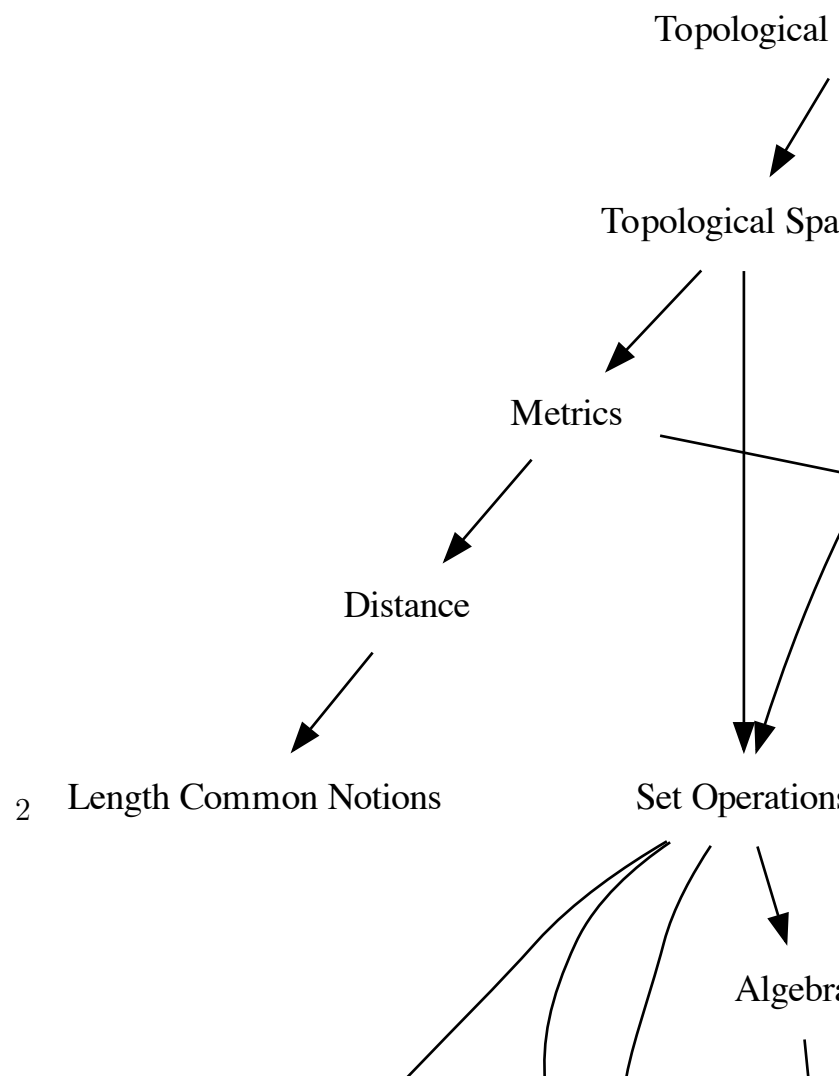 Topological
Topological Spa
Metrics
Distance
2 Length Common Notions
Set Operations
Algebra